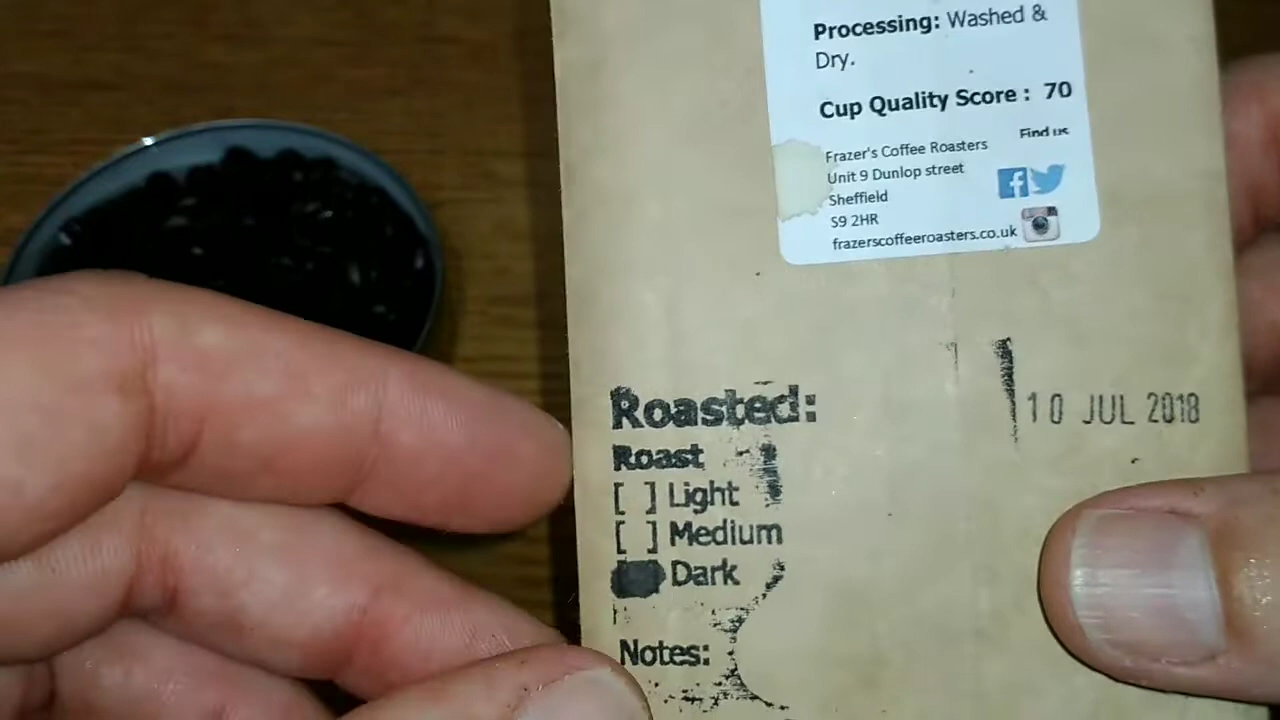 Processing: Washed &
Dry.
Cup Quality Score : 70
Find us
Frazer's Coffee Roasters
Unit 9 Dunlop street
Sheffield
S9 2HR
frazerscoffeeroasters.co.uk
Roasted: 10 JUL 2018
Roast
[ ] Light
[ ] Medium
[ ] Dark
Notes: